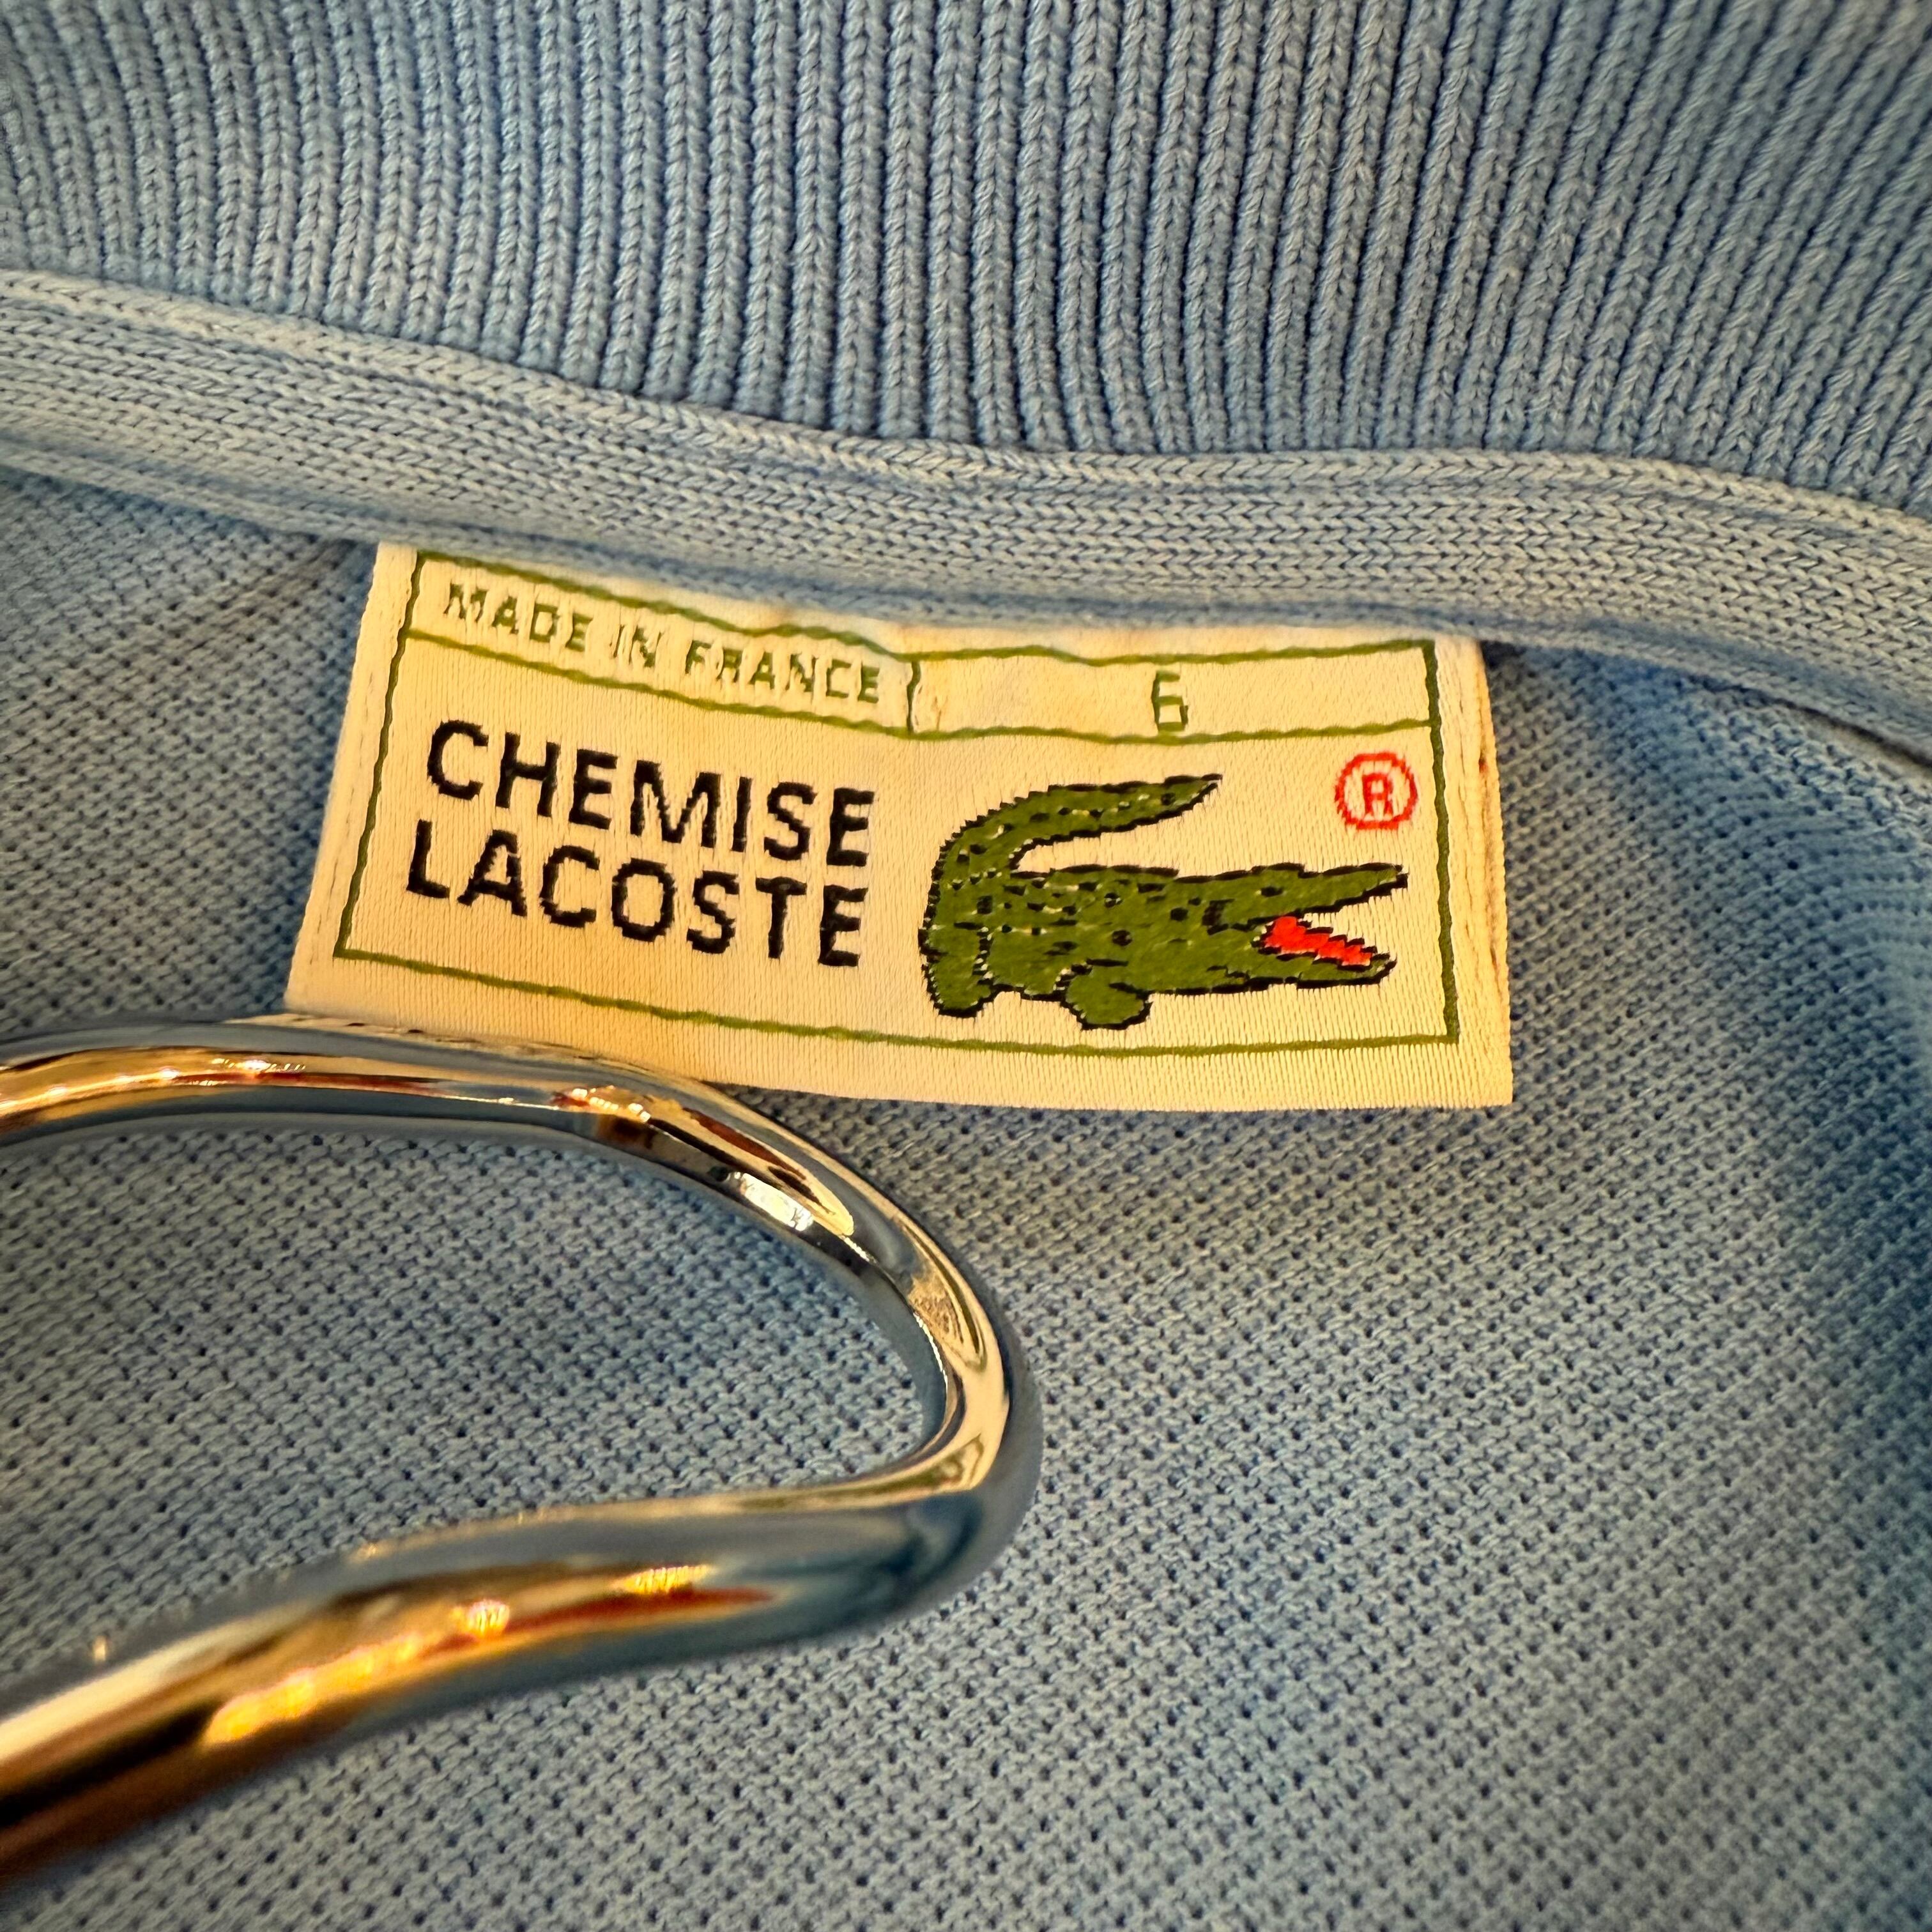 MADE IN FRANCE 6
CHEMISE
LACOSTE
®